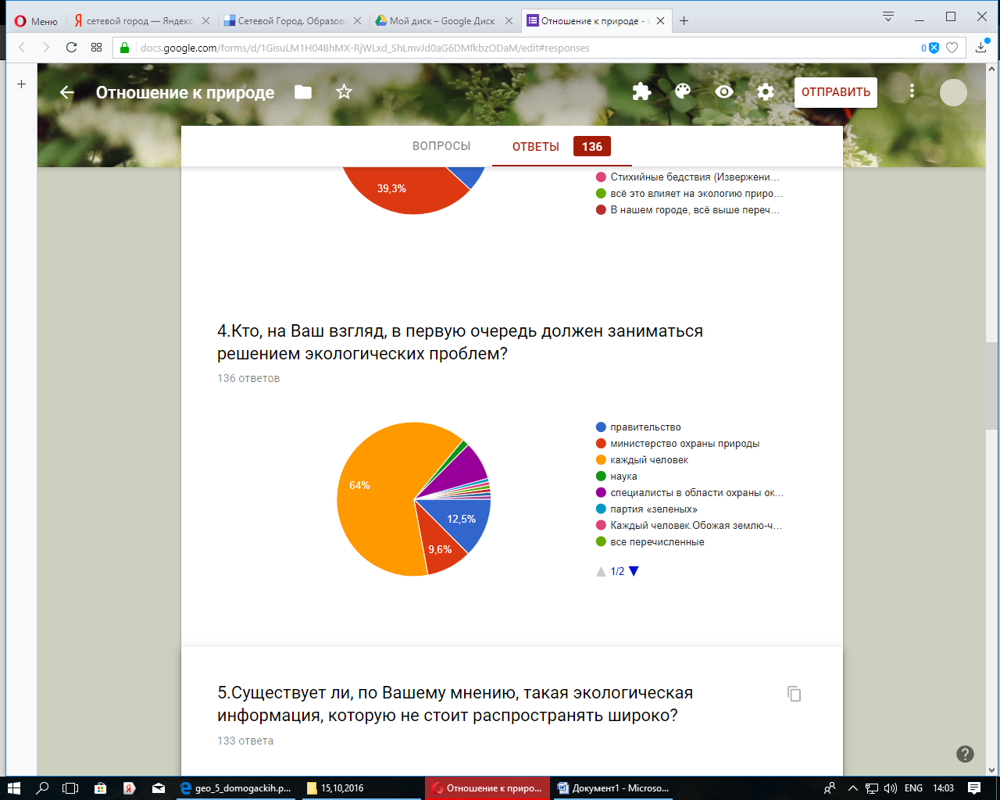 Меню
сетевой город — Яндекс
Сетевой Город. Образова
Мой диск – Google Диск
Отношение к природе -
docs.google.com/forms/d/1GisuLM1H04BhMX-RjWLxd_ShLmvJd0aG6DMfkbzODaM/edit#responses
0
Отношение к природе
ОТПРАВИТЬ
ВОПРОСЫ
ОТВЕТЫ
136
39,3%
Стихийные бедствия (Извержени...
всё это влияет на экологию приро...
В нашем городе, всё выше переч...
4.Кто, на Ваш взгляд, в первую очередь должен заниматься
решением экологических проблем?
136 ответов
64%
12,5%
9,6%
правительство
министерство охраны природы
каждый человек
наука
специалисты в области охраны ок...
партия «зеленых»
Каждый человек.Обожая землю-ч...
все перечисленные
1/2
5.Существует ли, по Вашему мнению, такая экологическая
информация, которую не стоит распространять широко?
133 ответа
geo_5_domogackih.p...
15,10,2016
Отношение к приро...
Документ1 - Microso...
ENG
14:03